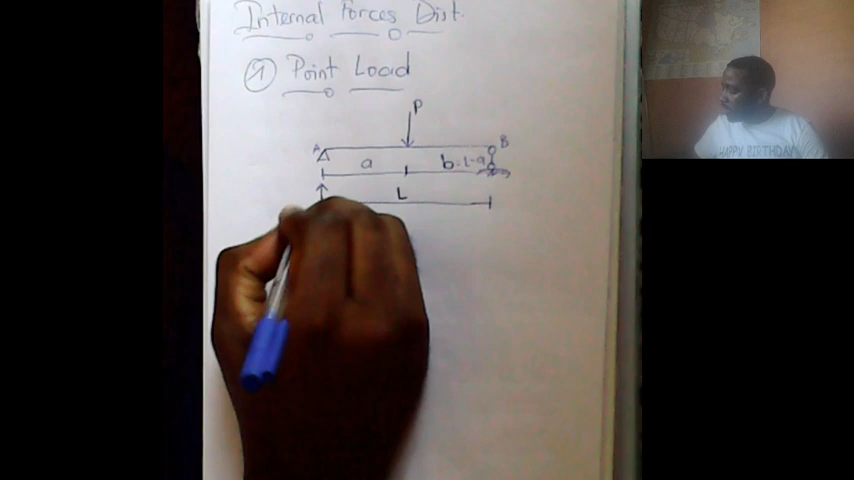 Internal Forces Dist.
1 Point Load
P
A B
a b=L-a
L
HAPPY BIRTHDAY